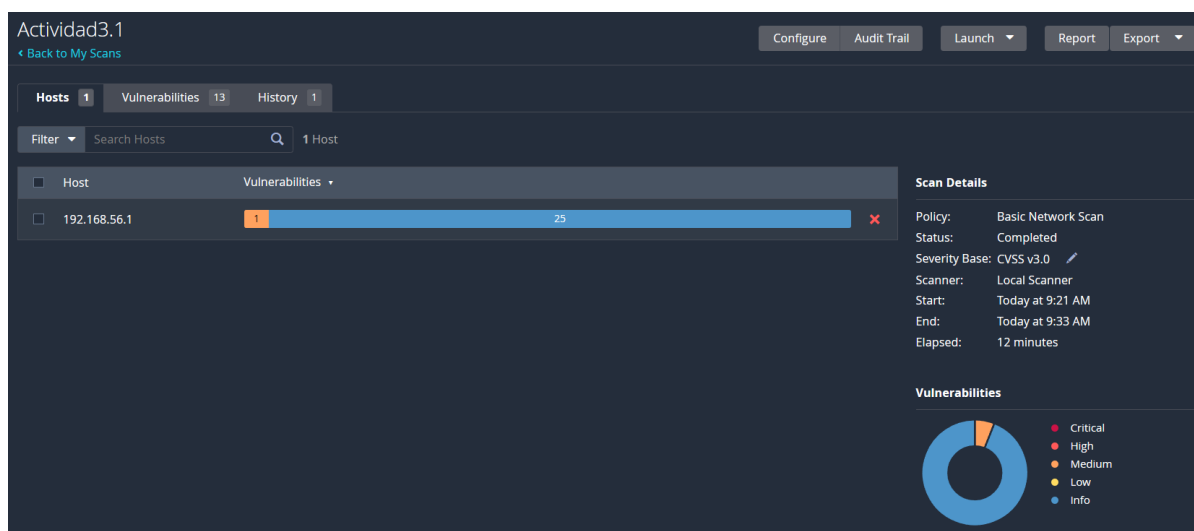 Actividad3.1
Back to My Scans
Configure Audit Trail Launch Report Export
Hosts 1 Vulnerabilities 13 History 1
Filter Search Hosts 1 Host
Host Vulnerabilities
192.168.56.1 1 25
Scan Details
Policy: Basic Network Scan
Status: Completed
Severity Base: CVSS v3.0
Scanner: Local Scanner
Start: Today at 9:21 AM
End: Today at 9:33 AM
Elapsed: 12 minutes
Vulnerabilities
Critical
High
Medium
Low
Info